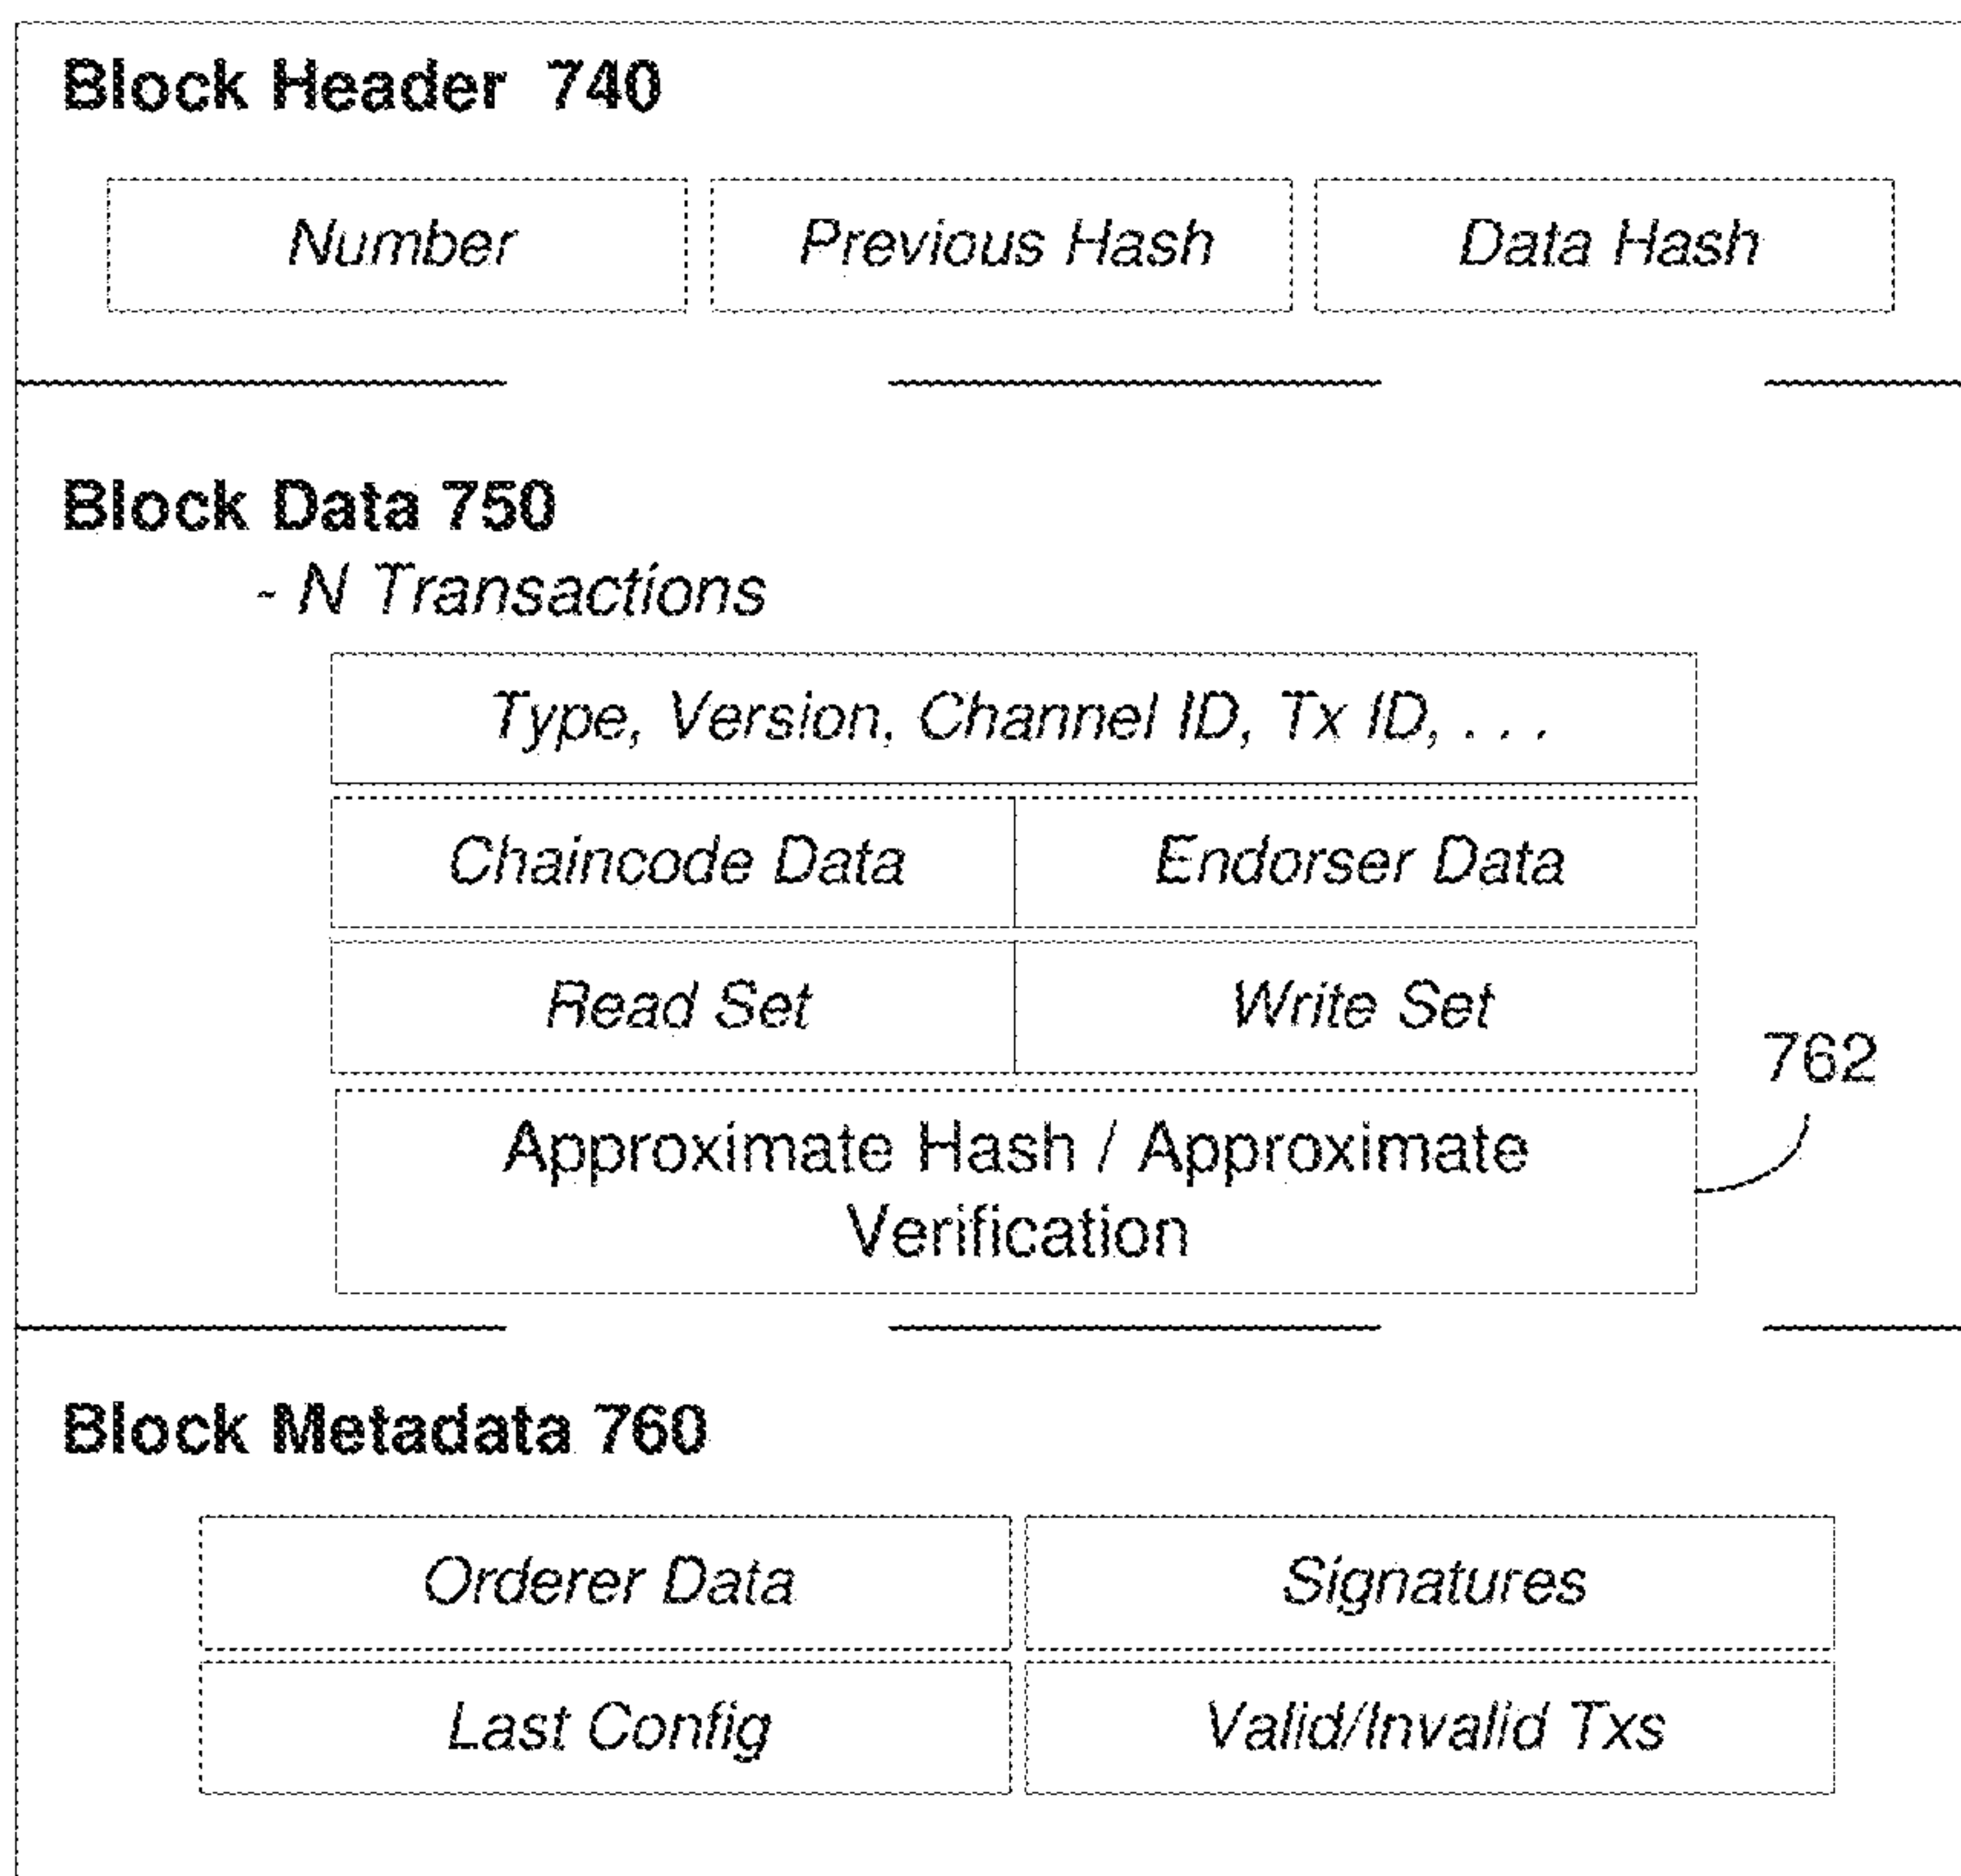 Block Header 740
Number
Previous Hash
Data Hash
Block Data 750
- N Transactions
Type, Version, Channel ID, Tx ID, . . .
Chaincode Data
Endorser Data
Read Set
Write Set
762
Approximate Hash / Approximate
Verification
Block Metadata 760
Orderer Data
Signatures
Last Config
Valid/Invalid Txs